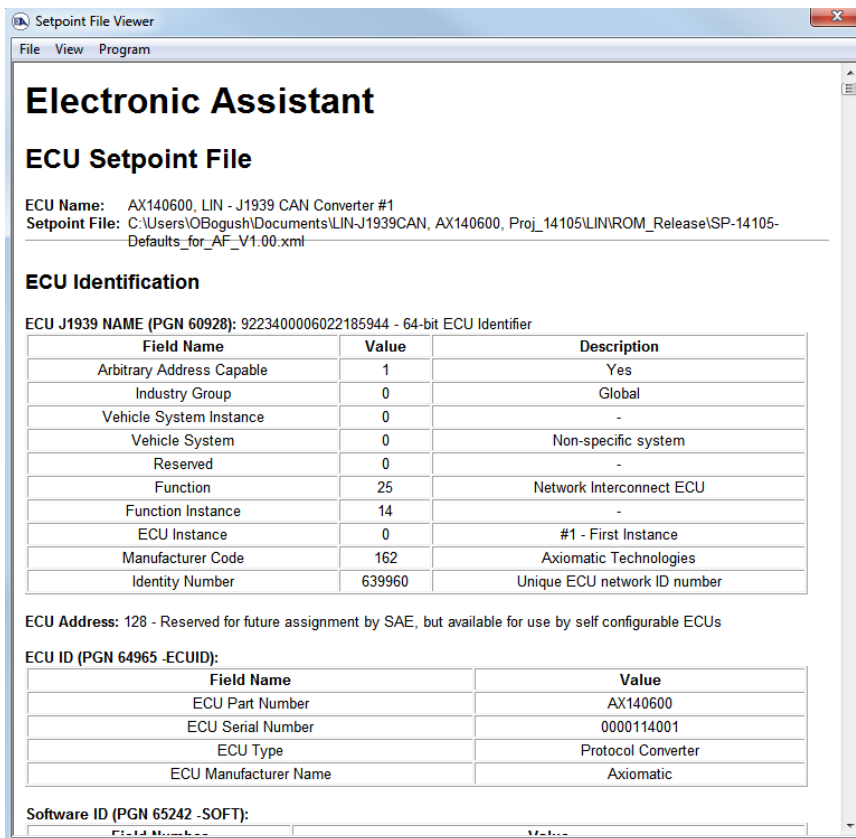 Setpoint File Viewer
File View Program
Electronic Assistant
ECU Setpoint File
ECU Name: AX140600, LIN - J1939 CAN Converter #1
Setpoint File: C:\Users\OBogush\Documents\LIN-J1939CAN, AX140600, Proj_14105\LIN\ROM_Release\SP-14105-
Defaults_for_AF_V1.00.xml
ECU Identification
ECU J1939 NAME (PGN 60928): 9223400006022185944 - 64-bit ECU Identifier
Field Name Value Description
Arbitrary Address Capable 1 Yes
Industry Group 0 Global
Vehicle System Instance 0 -
Vehicle System 0 Non-specific system
Reserved 0 -
Function 25 Network Interconnect ECU
Function Instance 14 -
ECU Instance 0 #1 - First Instance
Manufacturer Code 162 Axiomatic Technologies
Identity Number 639960 Unique ECU network ID number
ECU Address: 128 - Reserved for future assignment by SAE, but available for use by self configurable ECUs
ECU ID (PGN 64965 -ECUID):
Field Name Value
ECU Part Number AX140600
ECU Serial Number 0000114001
ECU Type Protocol Converter
ECU Manufacturer Name Axiomatic
Software ID (PGN 65242 -SOFT):
Field Number Value